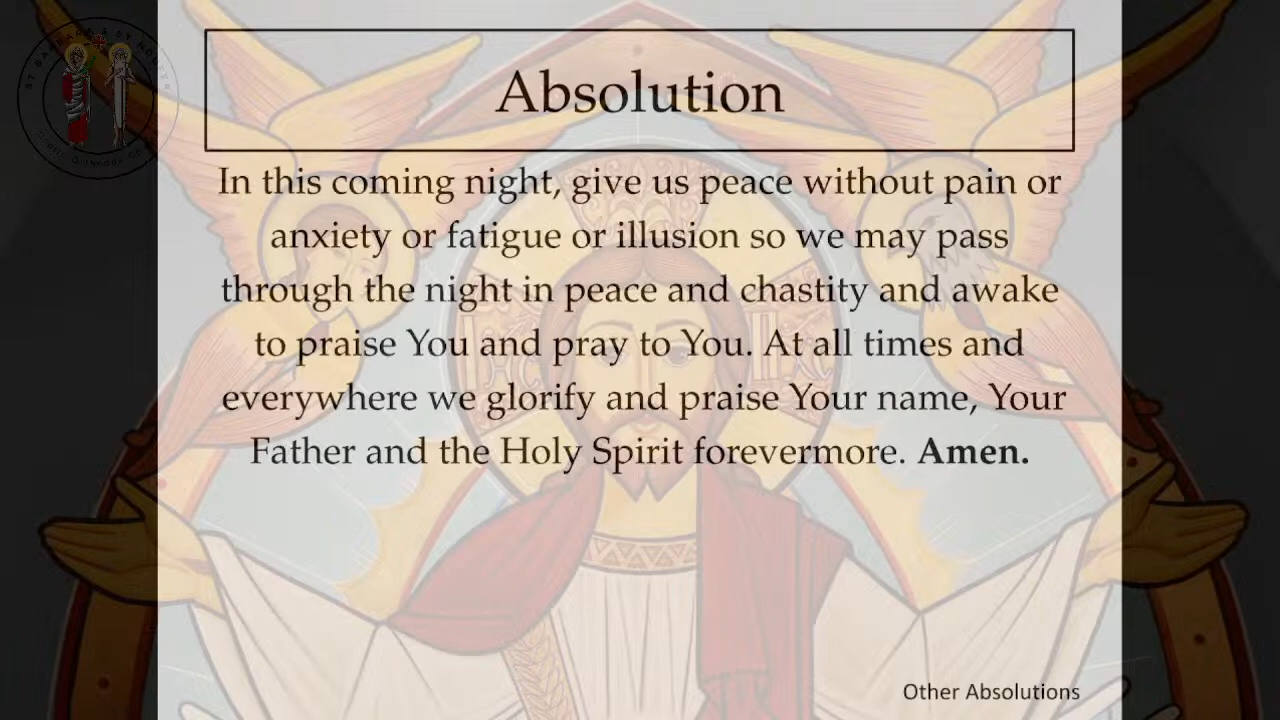 Absolution
In this coming night, give us peace without pain or
anxiety or fatigue or illusion so we may pass
through the night in peace and chastity and awake
to praise You and pray to You. At all times and
everywhere we glorify and praise Your name, Your
Father and the Holy Spirit forevermore. Amen.
Other Absolutions